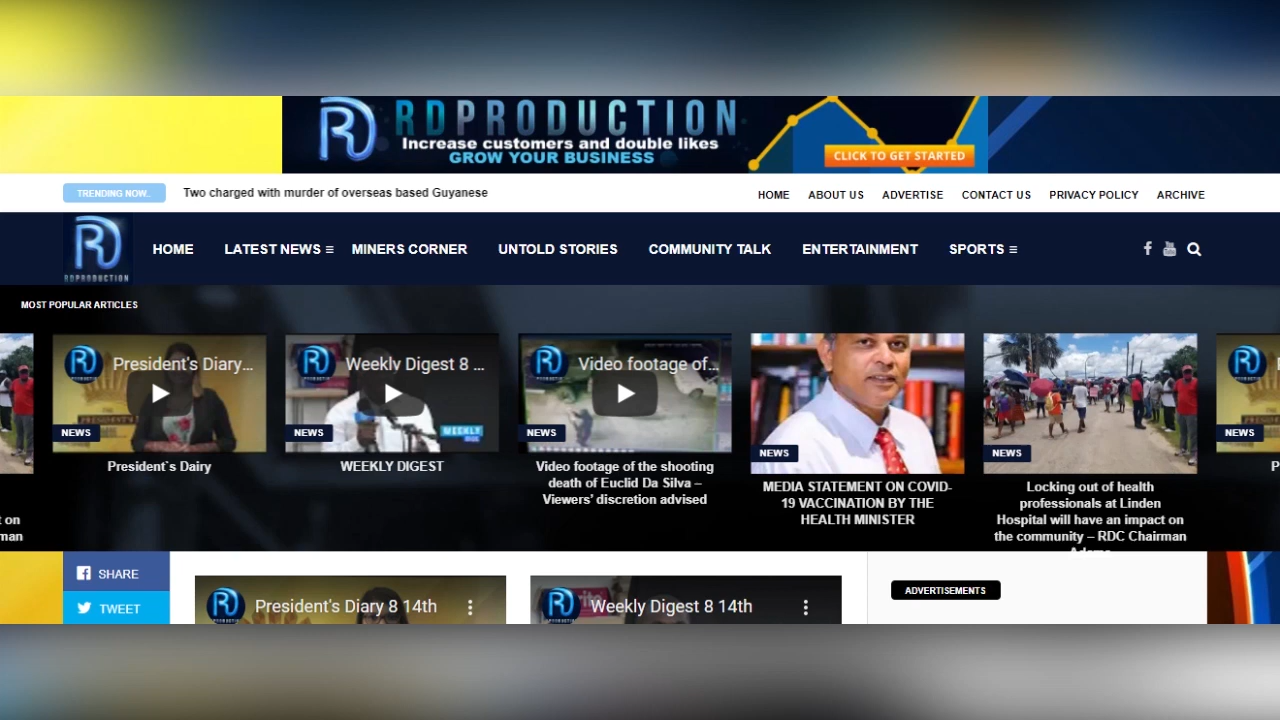 RDPRODUCTION
Increase customers and double likes
GROW YOUR BUSINESS
CLICK TO GET STARTED
TRENDING NOW..
Two charged with murder of overseas based Guyanese
HOME ABOUT US ADVERTISE CONTACT US PRIVACY POLICY ARCHIVE
RDPRODUCTION
HOME LATEST NEWS ≡ MINERS CORNER UNTOLD STORIES COMMUNITY TALK ENTERTAINMENT SPORTS ≡
MOST POPULAR ARTICLES
President's Diary...
NEWS
President`s Dairy
Weekly Digest 8 ...
WEEKLY
NEWS
WEEKLY DIGEST
Video footage of...
NEWS
Video footage of the shooting
death of Euclid Da Silva –
Viewers' discretion advised
NEWS
MEDIA STATEMENT ON COVID-
19 VACCINATION BY THE
HEALTH MINISTER
NEWS
Locking out of health
professionals at Linden
Hospital will have an impact on
the community – RDC Chairman
Adams
NEWS
P
t on
man
SHARE
TWEET
President's Diary 8 14th
Weekly Digest 8 14th
ADVERTISEMENTS